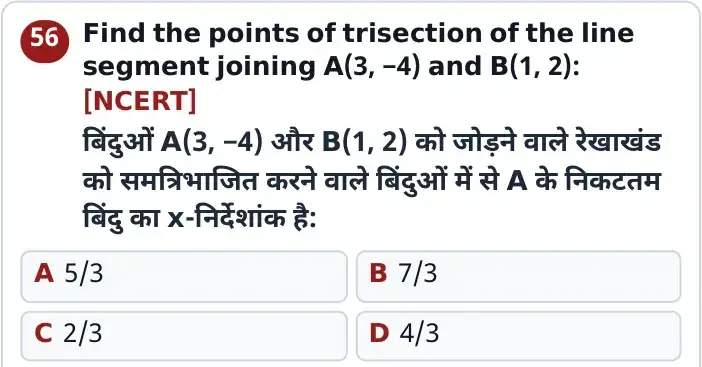 56 Find the points of trisection of the line
segment joining A(3, −4) and B(1, 2):
[NCERT]
बिंदुओं A(3, −4) और B(1, 2) को जोड़ने वाले रेखाखंड
को समत्रिभाजित करने वाले बिंदुओं में से A के निकटतम
बिंदु का x-निर्देशांक है:
A 5/3
B 7/3
C 2/3
D 4/3